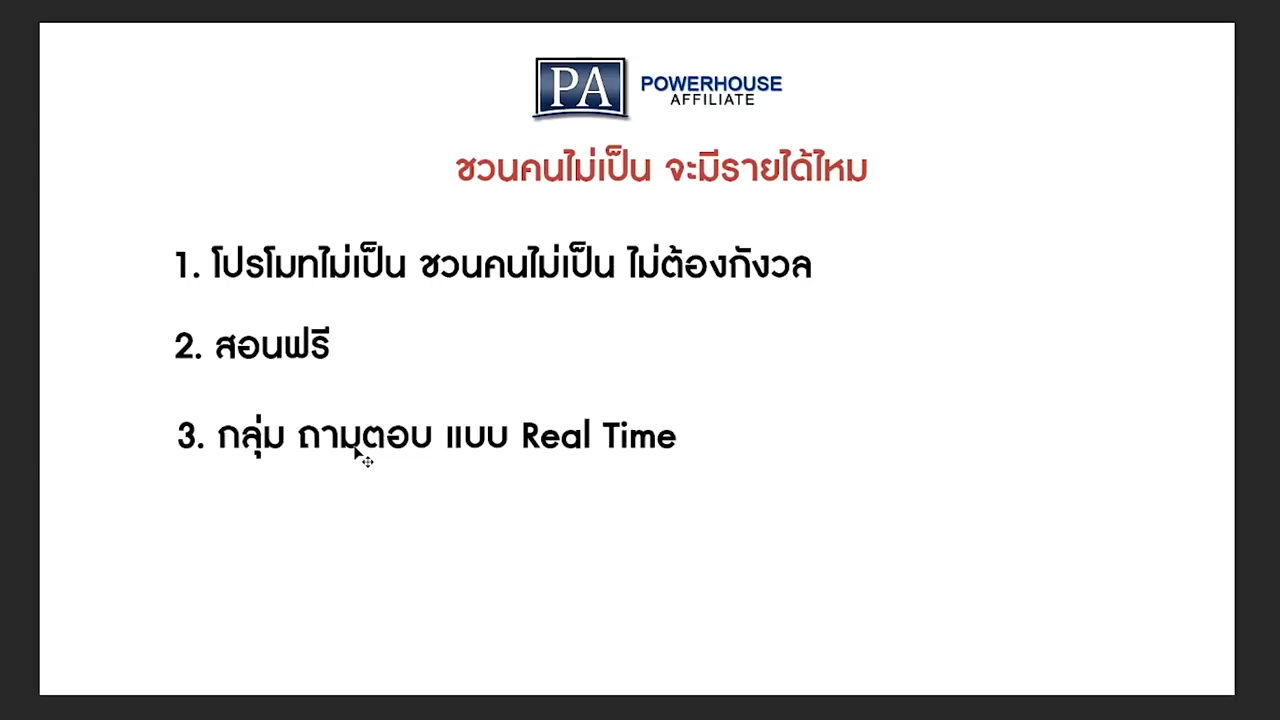 PA
POWERHOUSE
AFFILIATE
ชวนคนไม่เป็น จะมีรายได้ไหม
1. โปรโมทไม่เป็น ชวนคนไม่เป็น ไม่ต้องกังวล
2. สอนฟรี
3. กลุ่ม ถามตอบ แบบ Real Time